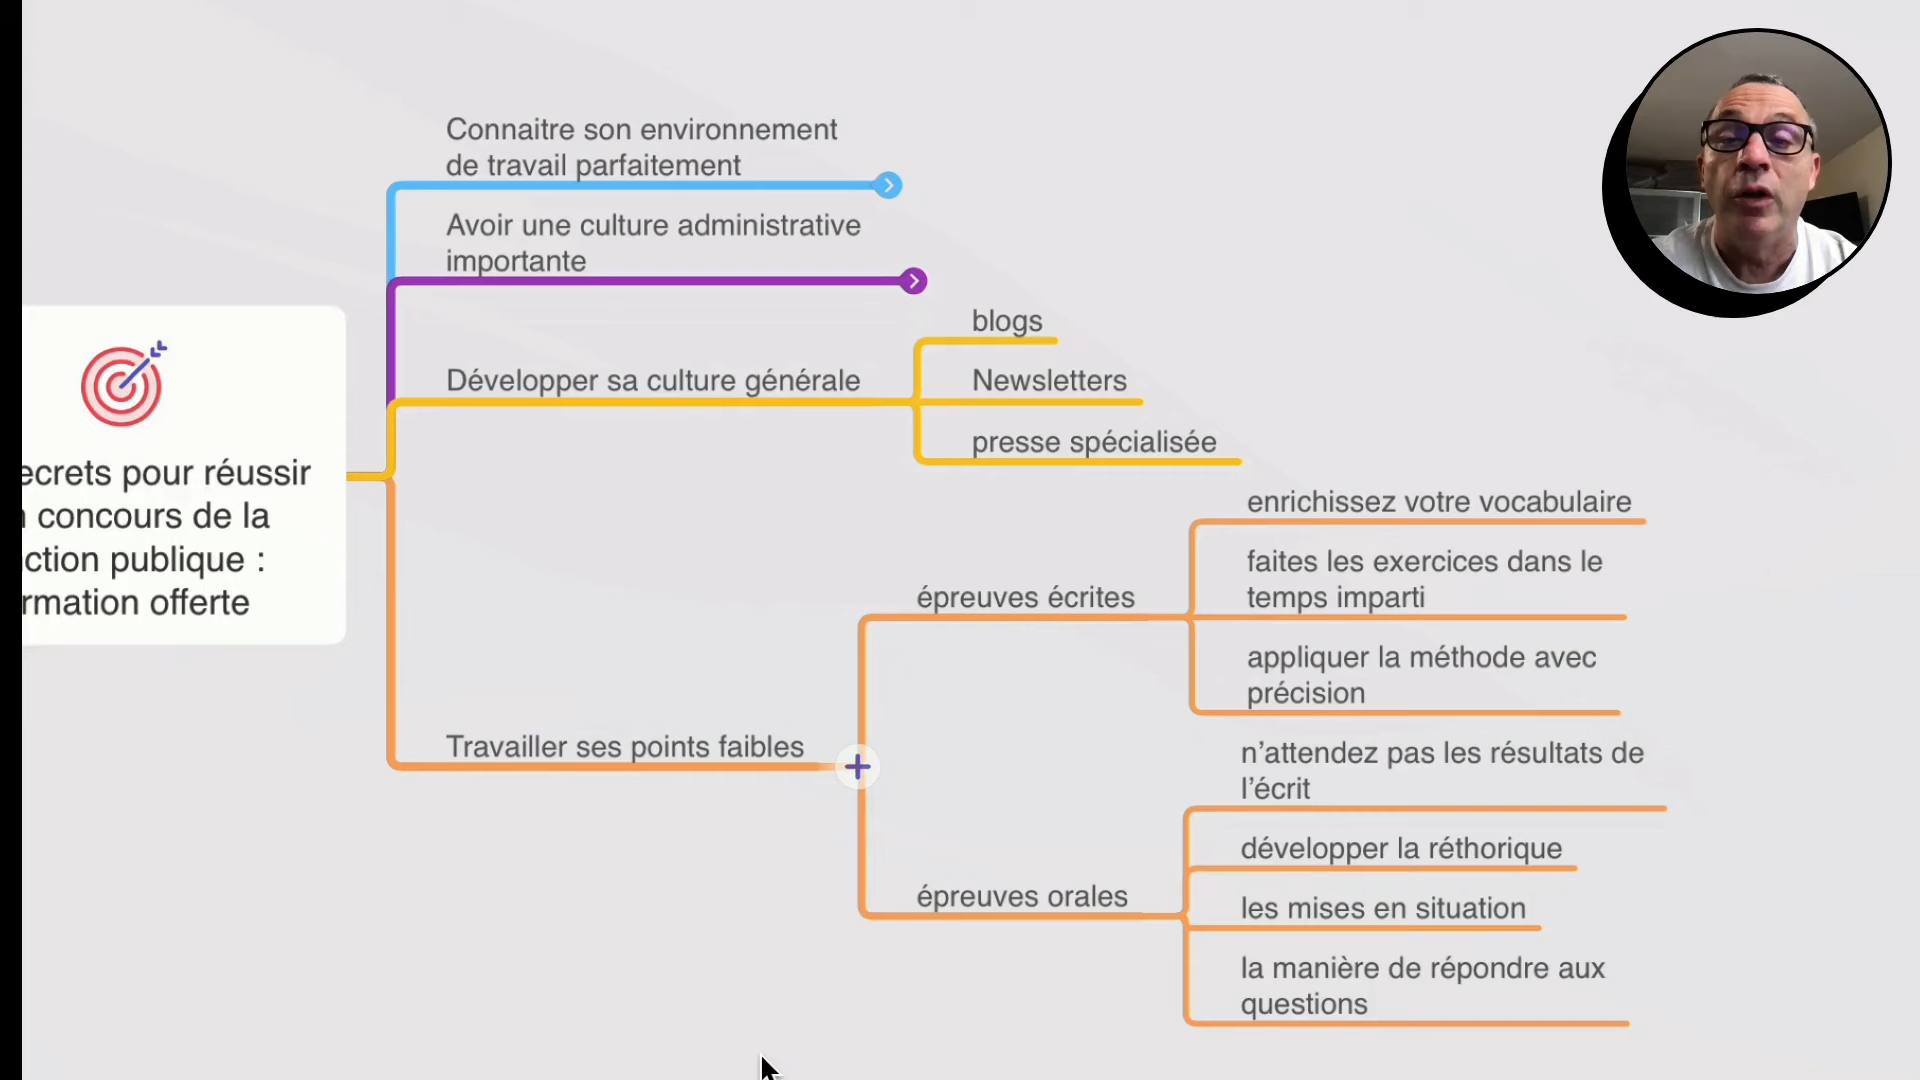 Connaitre son environnement
de travail parfaitement
Avoir une culture administrative
importante
Développer sa culture générale
blogs
Newsletters
presse spécialisée
pour réussir
concours de la
publique :
offerte
Travailler ses points faibles
épreuves écrites
enrichissez votre vocabulaire
faites les exercices dans le
temps imparti
appliquer la méthode avec
précision
épreuves orales
n’attendez pas les résultats de
l’écrit
développer la réthorique
les mises en situation
la manière de répondre aux
questions